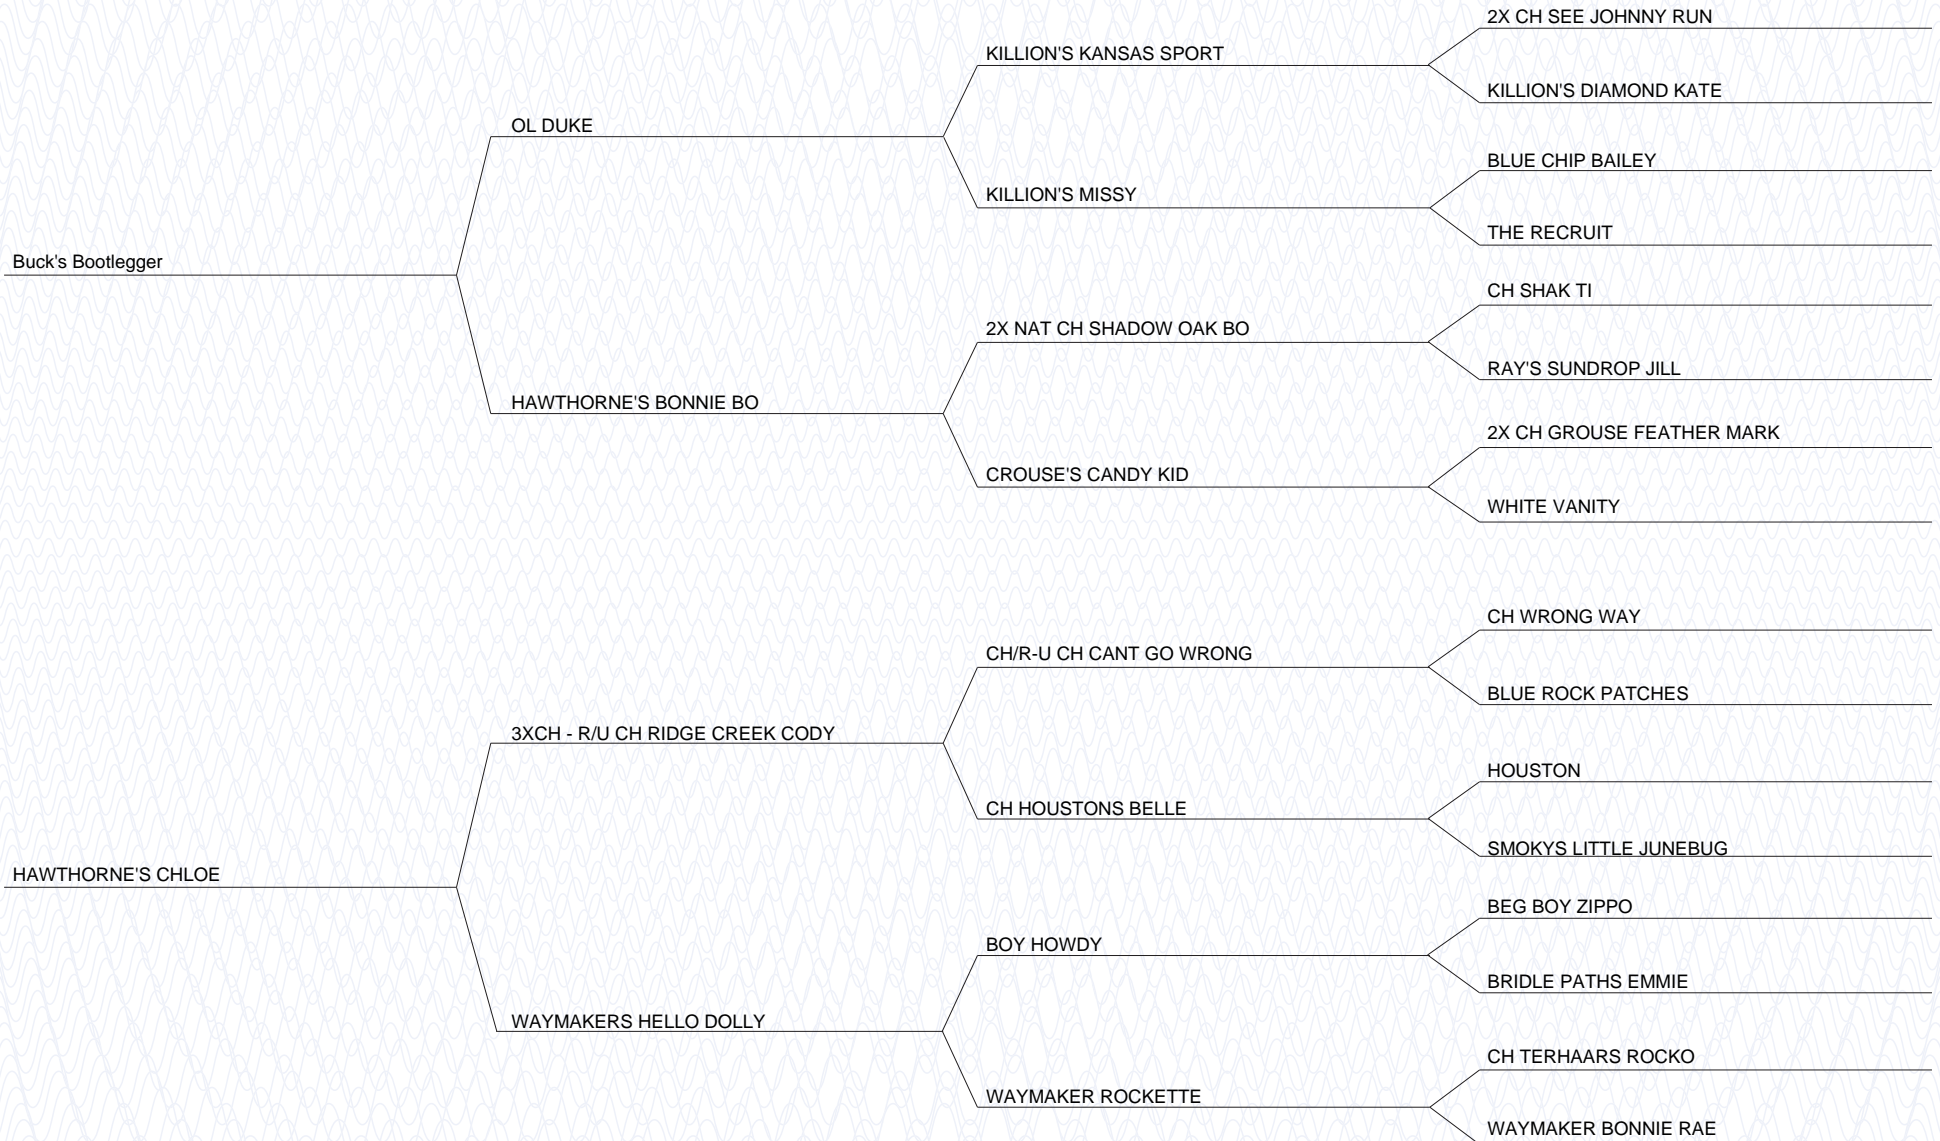 2X CH SEE JOHNNY RUN
KILLION'S KANSAS SPORT
KILLION'S DIAMOND KATE
OL DUKE
BLUE CHIP BAILEY
KILLION'S MISSY
THE RECRUIT
Buck's Bootlegger
CH SHAK TI
2X NAT CH SHADOW OAK BO
RAY'S SUNDROP JILL
HAWTHORNE'S BONNIE BO
2X CH GROUSE FEATHER MARK
CROUSE'S CANDY KID
WHITE VANITY
CH WRONG WAY
CH/R-U CH CANT GO WRONG
BLUE ROCK PATCHES
3XCH - R/U CH RIDGE CREEK CODY
HOUSTON
CH HOUSTONS BELLE
SMOKYS LITTLE JUNEBUG
HAWTHORNE'S CHLOE
BEG BOY ZIPPO
BOY HOWDY
BRIDLE PATHS EMMIE
WAYMAKERS HELLO DOLLY
CH TERHAARS ROCKO
WAYMAKER ROCKETTE
WAYMAKER BONNIE RAE